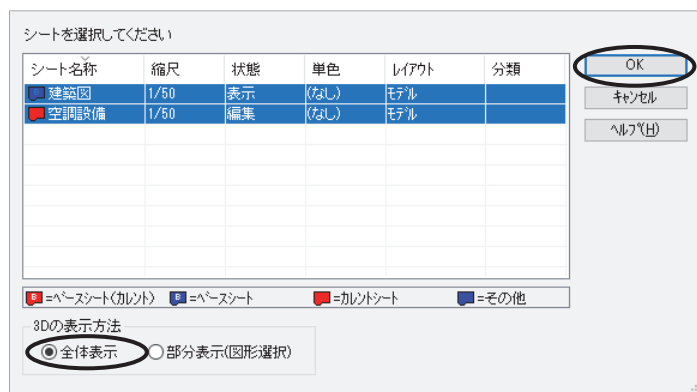 シートを選択してください
シート名称 縮尺 状態 単色 レイアウト 分類
建築図 1/50 表示 (なし) モデル
空調設備 1/50 編集 (なし) モデル
OK
キャンセル
ヘルプ(H)
B =ベースシート(カレント) B =ベースシート =カレントシート =その他
3Dの表示方法
全体表示 部分表示(図形選択)